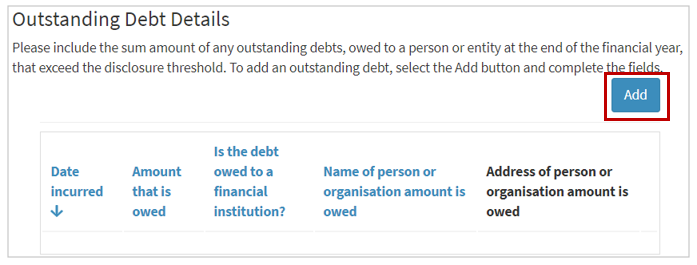 Outstanding Debt Details
Please include the sum amount of any outstanding debts, owed to a person or entity at the end of the financial year,
that exceed the disclosure threshold. To add an outstanding debt, select the Add button and complete the fields.
Add
Date incurred ↓
Amount that is owed
Is the debt owed to a financial institution?
Name of person or organisation amount is owed
Address of person or organisation amount is owed